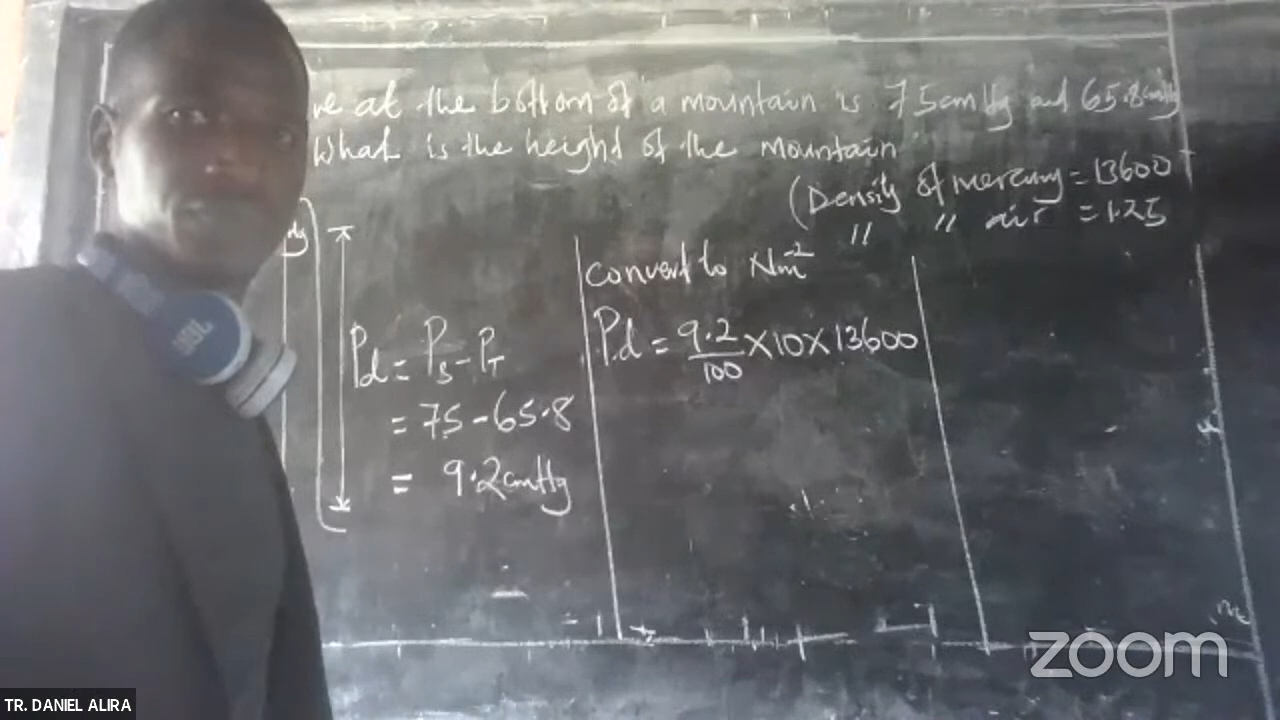 at the bottom of a mountain is 75cmHg and 65.8cmHg
What is the height of the mountain
(Density of mercury = 13600
" " air = 1.25
Pd = Ps - PT
= 75 - 65.8
= 9.2cmHg
Convert to Nm⁻²
Pd = 9.2/100 × 10 × 13600
JBL
zoom
TR. DANIEL ALIRA